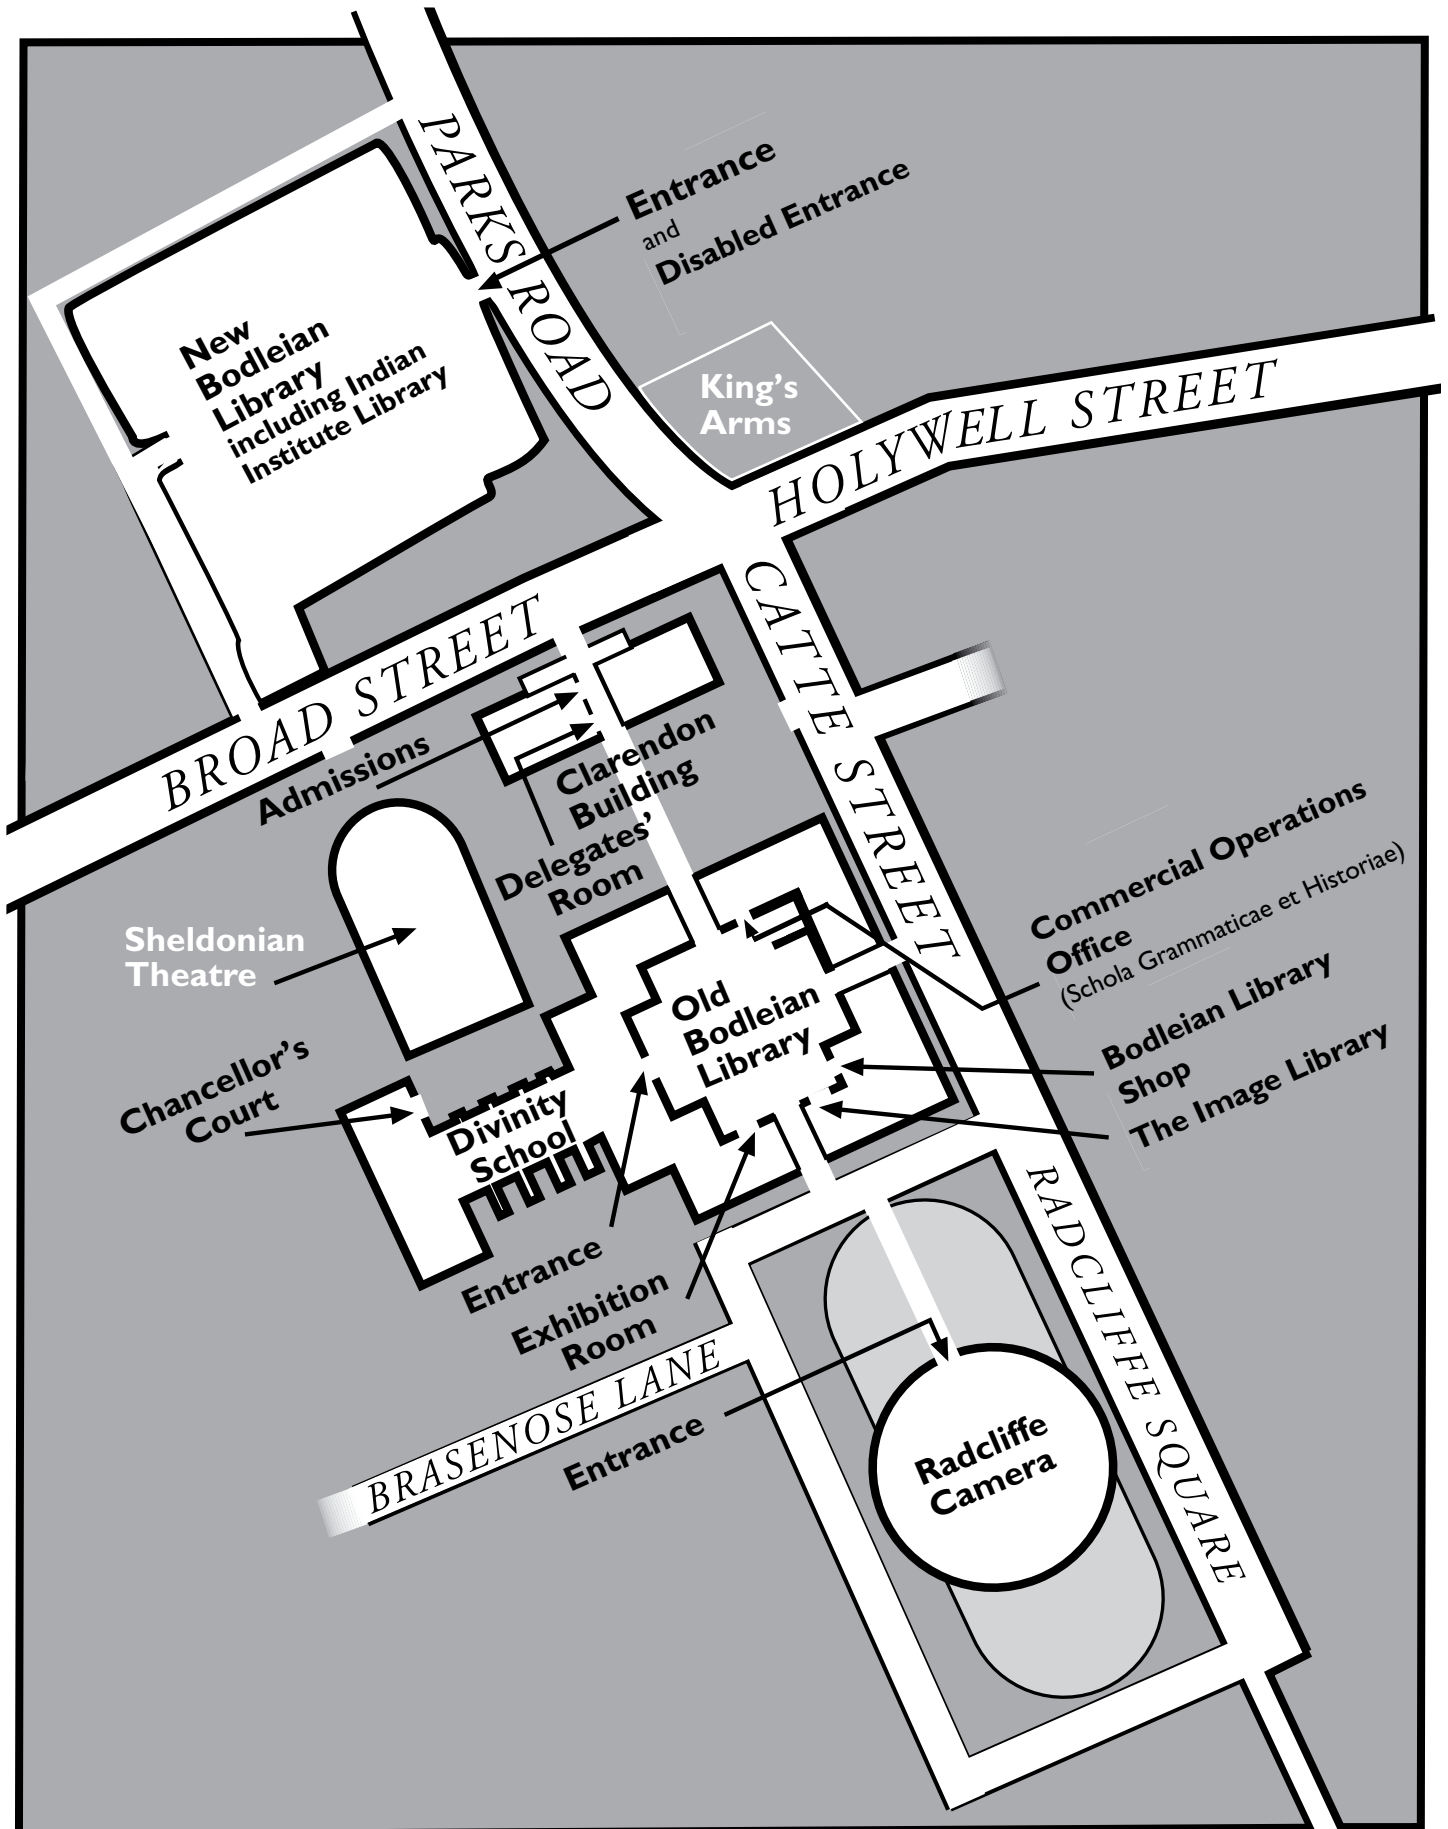 PARKS ROAD
Entrance
and
Disabled Entrance
New
Bodleian
Library
including Indian
Institute Library
King's
Arms
HOLYWELL STREET
CATTE STREET
BROAD STREET
Admissions
Clarendon
Building
Delegates'
Room
Sheldonian
Theatre
Commercial Operations
Office
(Schola Grammaticae et Historiae)
Old
Bodleian
Library
Bodleian Library
Shop
The Image Library
Chancellor's
Court
Divinity
School
Entrance
Exhibition
Room
BRASENOSE LANE
Entrance
RADCLIFFE SQUARE
Radcliffe
Camera